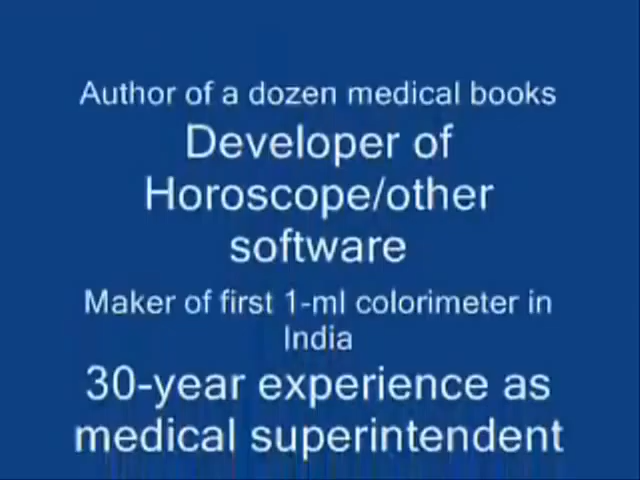 Author of a dozen medical books
Developer of
Horoscope/other
software
Maker of first 1-ml colorimeter in
India
30-year experience as
medical superintendent